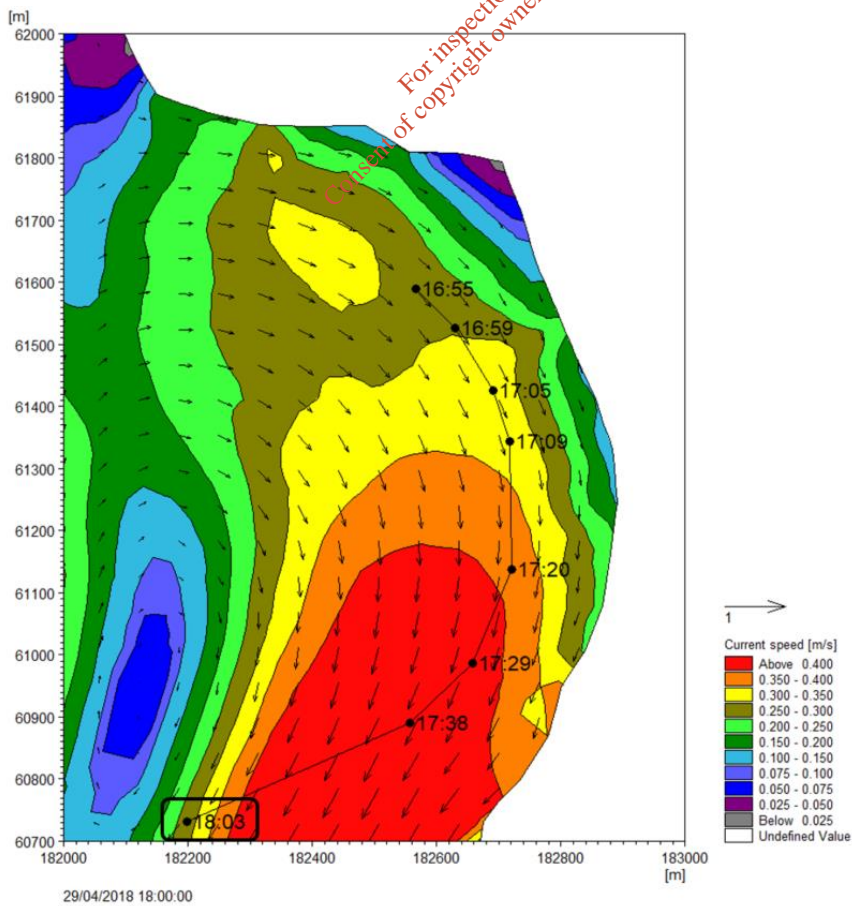 [m]
62000
61900
61800
61700
61600
61500
61400
61300
61200
61100
61000
60900
60800
60700
For inspection
Consent of copyright owner
16:55
16:59
17:05
17:09
17:20
17:29
17:38
18:03
182000
182200
182400
182600
182800
183000
[m]
29/04/2018 18:00:00
1
Current speed [m/s]
Above 0.400
0.350 - 0.400
0.300 - 0.350
0.250 - 0.300
0.200 - 0.250
0.150 - 0.200
0.100 - 0.150
0.075 - 0.100
0.050 - 0.075
0.025 - 0.050
Below 0.025
Undefined Value